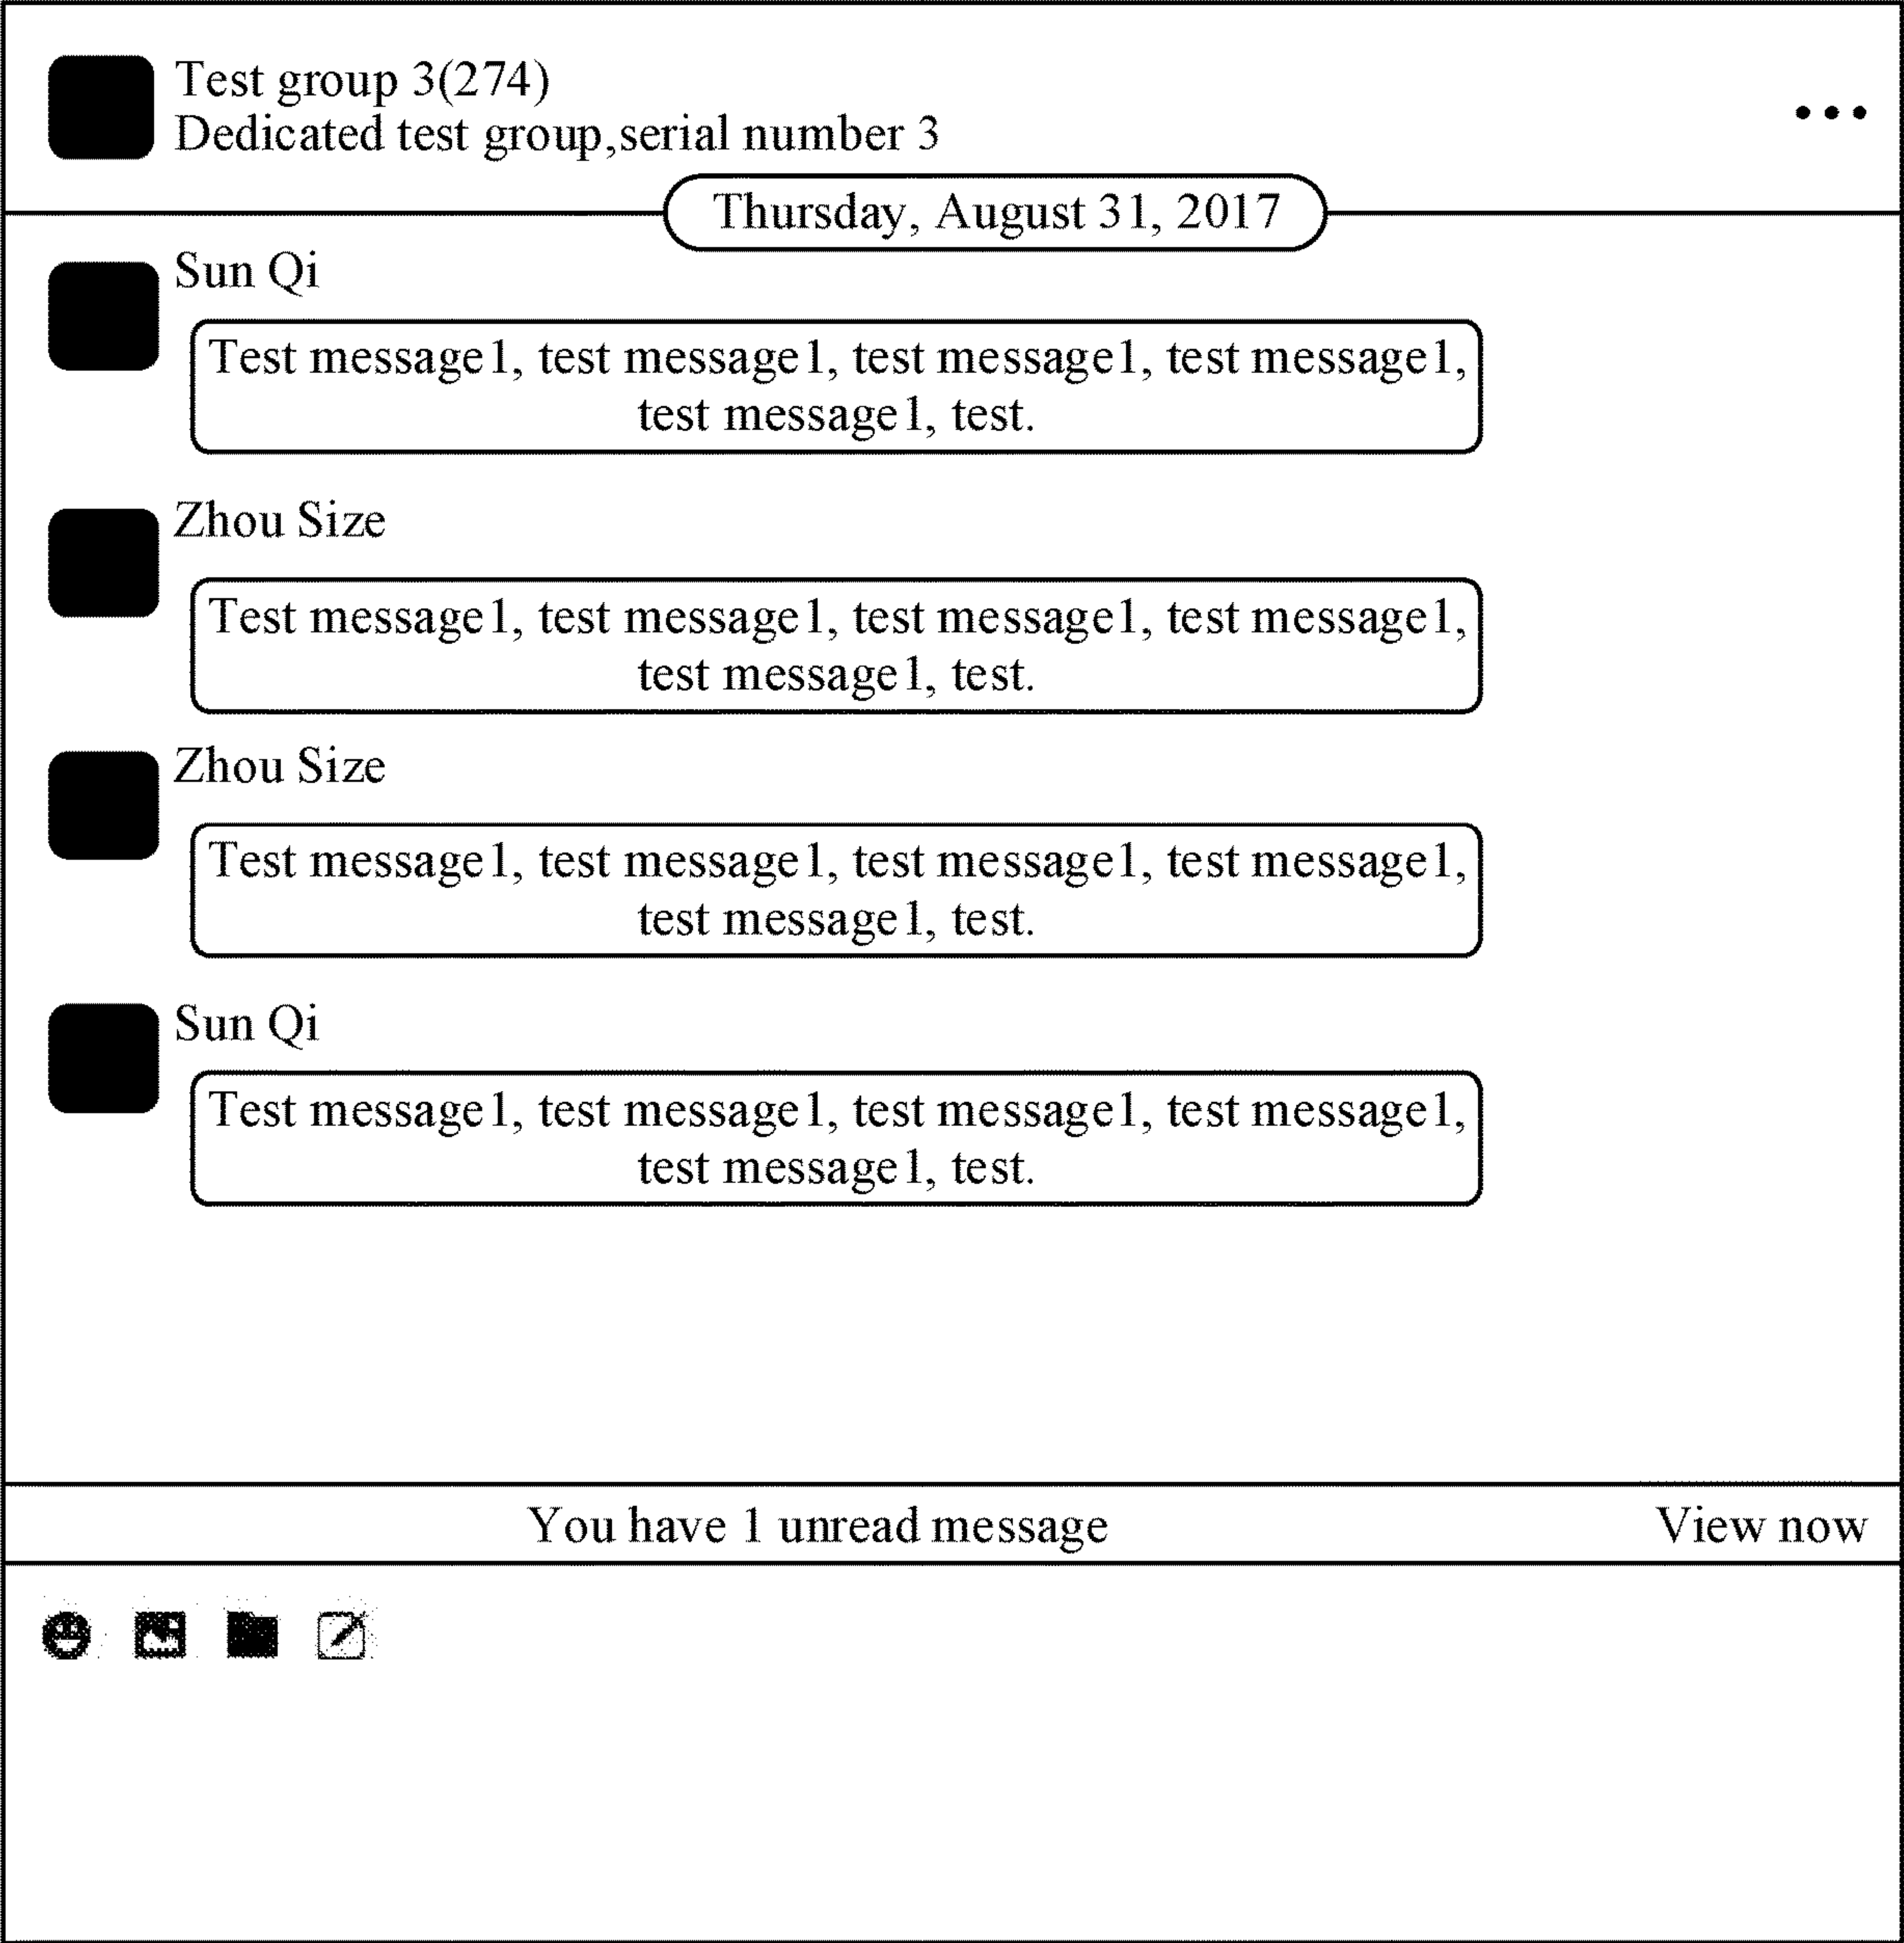 Test group 3(274)
Dedicated test group,serial number 3
Thursday, August 31, 2017
Sun Qi
Test message1, test message1, test message1, test message1,
test message1, test.
Zhou Size
Test message1, test message1, test message1, test message1,
test message1, test.
Zhou Size
Test message1, test message1, test message1, test message1,
test message1, test.
Sun Qi
Test message1, test message1, test message1, test message1,
test message1, test.
You have 1 unread message
View now